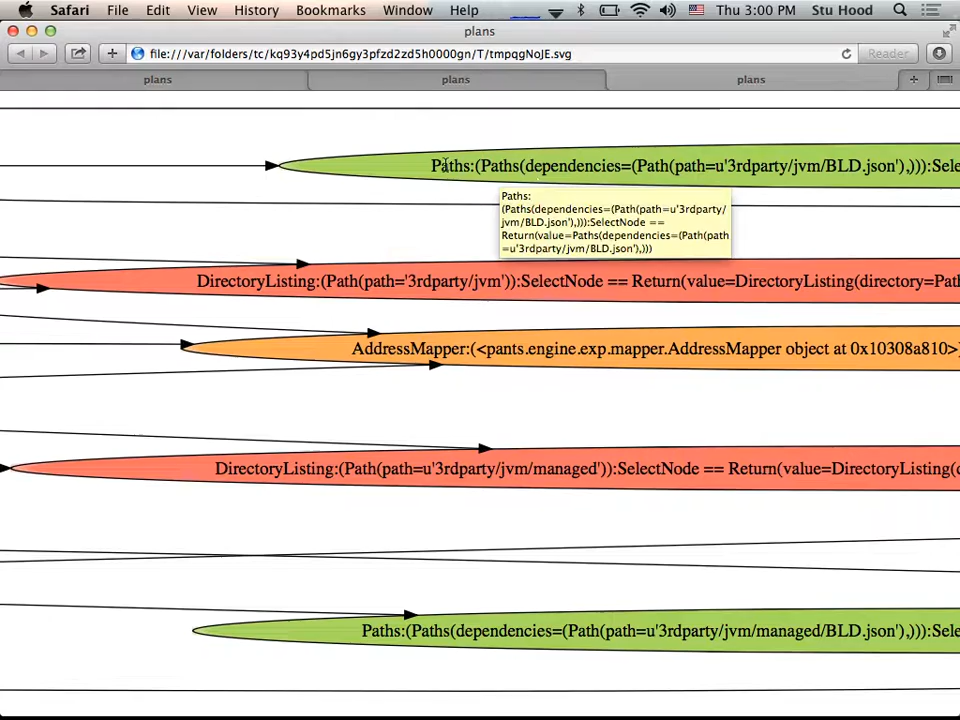 Safari File Edit View History Bookmarks Window Help Thu 3:00 PM Stu Hood
plans
file:///var/folders/tc/kq93y4pd5jn6gy3pfzd2zd5h0000gn/T/tmpqgNoJE.svg Reader
plans plans plans
Paths:(Paths(dependencies=(Path(path=u'3rdparty/jvm/BLD.json'),))):Sele
Paths:
(Paths(dependencies=(Path(path=u'3rdparty/
jvm/BLD.json'),))):SelectNode ==
Return(value=Paths(dependencies=(Path(path
=u'3rdparty/jvm/BLD.json'),)))
DirectoryListing:(Path(path='3rdparty/jvm')):SelectNode == Return(value=DirectoryListing(directory=Path
AddressMapper:(<pants.engine.exp.mapper.AddressMapper object at 0x10308a810>)
DirectoryListing:(Path(path=u'3rdparty/jvm/managed')):SelectNode == Return(value=DirectoryListing(d
Paths:(Paths(dependencies=(Path(path=u'3rdparty/jvm/managed/BLD.json'),))):Sele